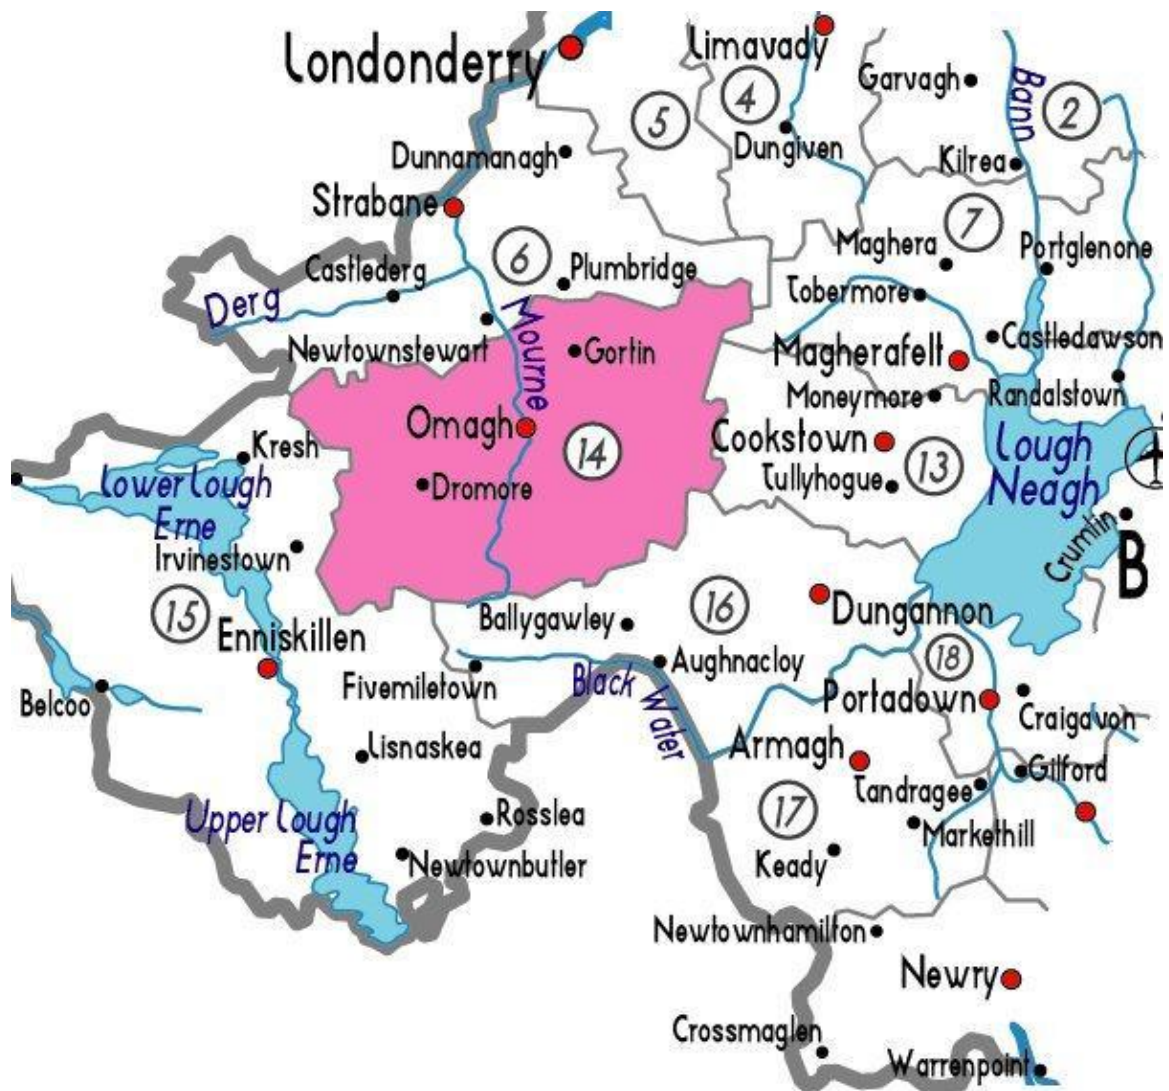 Londonderry
Limavady
Garvagh
Bann
2
5
4
Dungiven
Kilrea
Dunnamanagh
Strabane
7
Maghera
Portglenone
6
Plumbridge
Castlederg
Tobermore
Derg
Mourne
Newtownstewart
Gortin
Castledawson
Magherafelt
Moneymore
Randalstown
Omagh
Cookstown
14
13
Lough
Neagh
Kresh
Dromore
Tullyhogue
Lower Lough
Erne
Crumlin
B
Irvinestown
15
16
Dungannon
Ballygawley
Enniskillen
18
Aughnacloy
Fivemiletown
Black Water
Belcoo
Portadown
Craigavon
Lisnaskea
Armagh
Gilford
Tandragee
17
Upper Lough
Erne
Rosslea
Markethill
Keady
Newtownbutler
Newtownhamilton
Newry
Crossmaglen
Warrenpoint